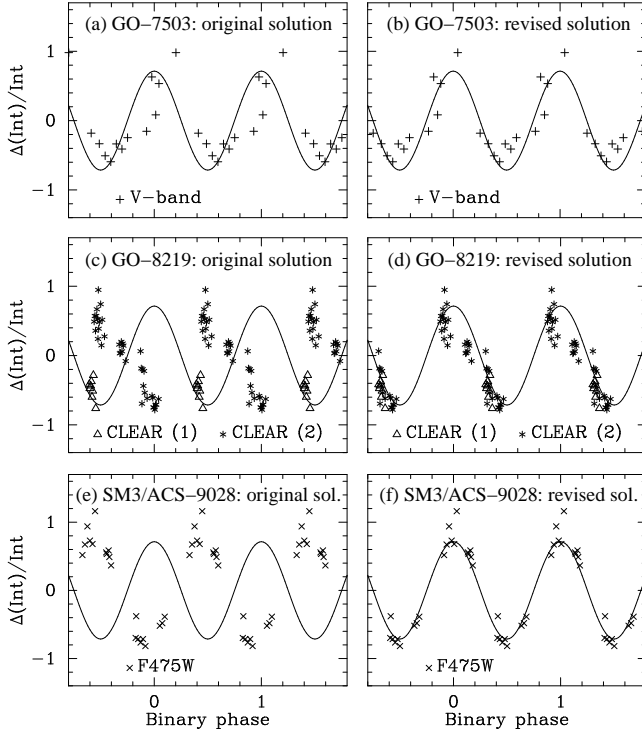 (a) GO−7503: original solution
(b) GO−7503: revised solution
1
0
−1
Δ(Int)/Int
+ V−band
+ V−band
(c) GO−8219: original solution
(d) GO−8219: revised solution
1
0
−1
Δ(Int)/Int
△ CLEAR (1) ∗ CLEAR (2)
△ CLEAR (1) ∗ CLEAR (2)
(e) SM3/ACS−9028: original sol.
(f) SM3/ACS−9028: revised sol.
1
0
−1
Δ(Int)/Int
× F475W
× F475W
0 1
0 1
Binary phase
Binary phase